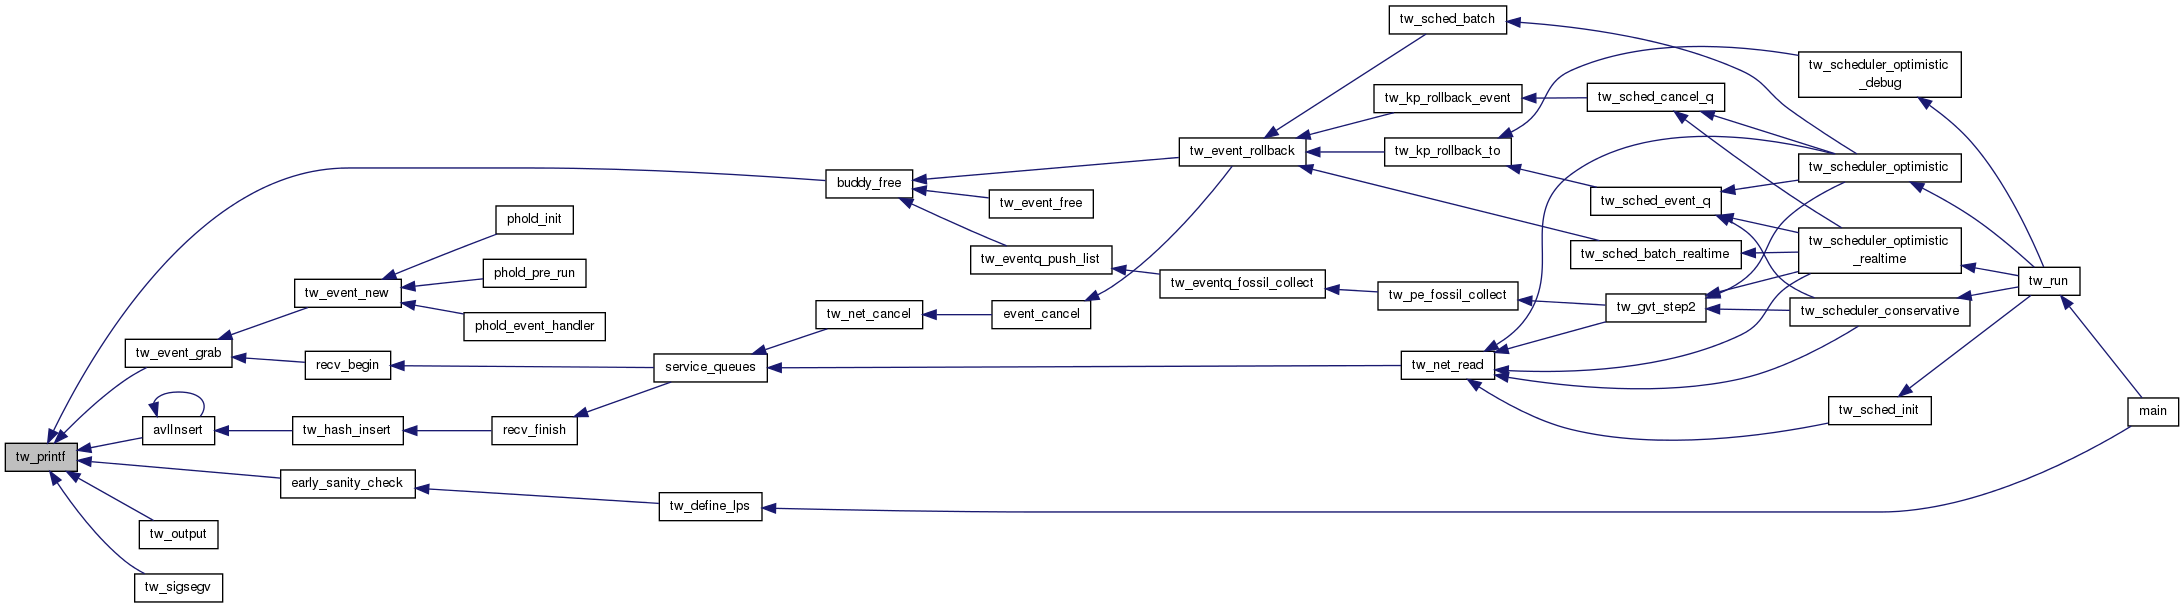 tw_printf
buddy_free
tw_event_grab
avlInsert
early_sanity_check
tw_output
tw_sigsegv
tw_event_new
recv_begin
tw_hash_insert
phold_init
phold_pre_run
phold_event_handler
recv_finish
service_queues
tw_define_lps
tw_net_cancel
event_cancel
tw_event_free
tw_eventq_push_list
tw_event_rollback
tw_eventq_fossil_collect
tw_sched_batch
tw_kp_rollback_event
tw_kp_rollback_to
tw_pe_fossil_collect
tw_net_read
tw_sched_cancel_q
tw_sched_event_q
tw_sched_batch_realtime
tw_gvt_step2
tw_scheduler_optimistic
_debug
tw_scheduler_optimistic
tw_scheduler_optimistic
_realtime
tw_scheduler_conservative
tw_sched_init
tw_run
main